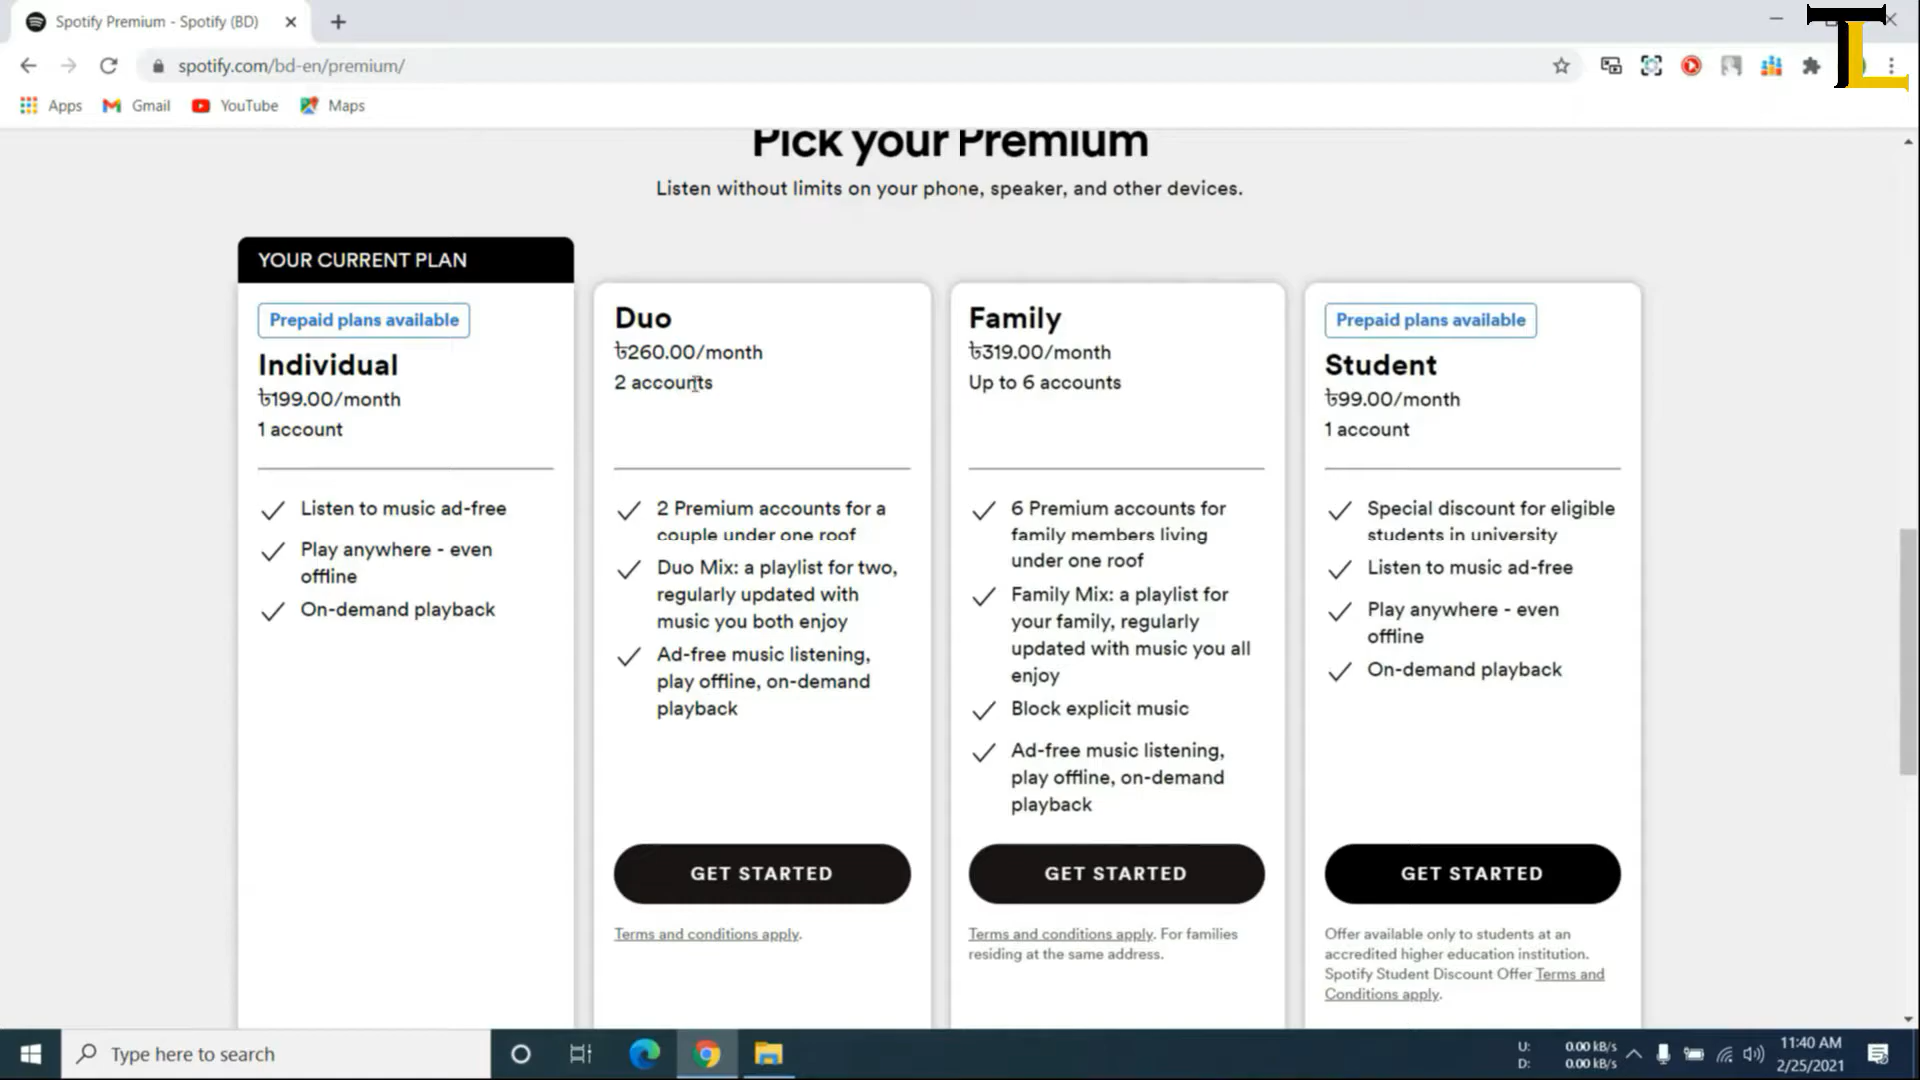 Spotify Premium - Spotify (BD)
spotify.com/bd-en/premium/
Apps Gmail YouTube Maps
TL
Pick your Premium
Listen without limits on your phone, speaker, and other devices.
YOUR CURRENT PLAN
Prepaid plans available
Individual
৳199.00/month
1 account
Listen to music ad-free
Play anywhere - even
offline
On-demand playback
Duo
৳260.00/month
2 accounts
2 Premium accounts for a
couple under one roof
Duo Mix: a playlist for two,
regularly updated with
music you both enjoy
Ad-free music listening,
play offline, on-demand
playback
GET STARTED
Terms and conditions apply.
Family
৳319.00/month
Up to 6 accounts
6 Premium accounts for
family members living
under one roof
Family Mix: a playlist for
your family, regularly
updated with music you all
enjoy
Block explicit music
Ad-free music listening,
play offline, on-demand
playback
GET STARTED
Terms and conditions apply. For families
residing at the same address.
Prepaid plans available
Student
৳99.00/month
1 account
Special discount for eligible
students in university
Listen to music ad-free
Play anywhere - even
offline
On-demand playback
GET STARTED
Offer available only to students at an
accredited higher education institution.
Spotify Student Discount Offer Terms and
Conditions apply.
Type here to search
U: 0.00 kB/s
D: 0.00 kB/s
11:40 AM
2/25/2021